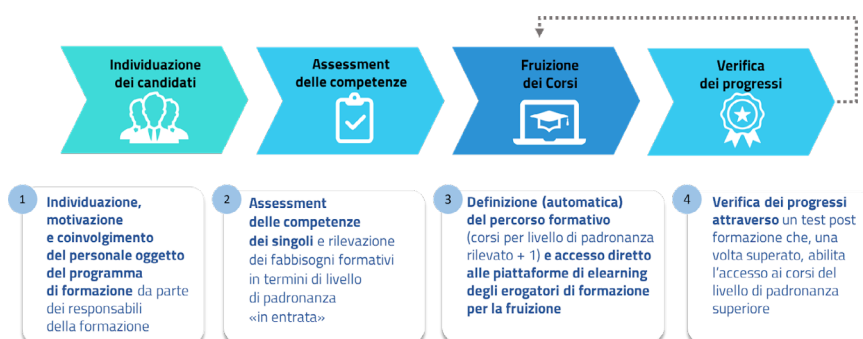 Individuazione
dei candidati
Assessment
delle competenze
Fruizione
dei Corsi
Verifica
dei progressi
1
Individuazione,
motivazione
e coinvolgimento
del personale oggetto
del programma
di formazione da parte
dei responsabili
della formazione
2
Assessment
delle competenze
dei singoli e rilevazione
dei fabbisogni formativi
in termini di livello
di padronanza
«in entrata»
3
Definizione (automatica)
del percorso formativo
(corsi per livello di padronanza
rilevato + 1) e accesso diretto
alle piattaforme di elearning
degli erogatori di formazione
per la fruizione
4
Verifica dei progressi
attraverso un test post
formazione che, una
volta superato, abilita
l'accesso ai corsi del
livello di padronanza
superiore